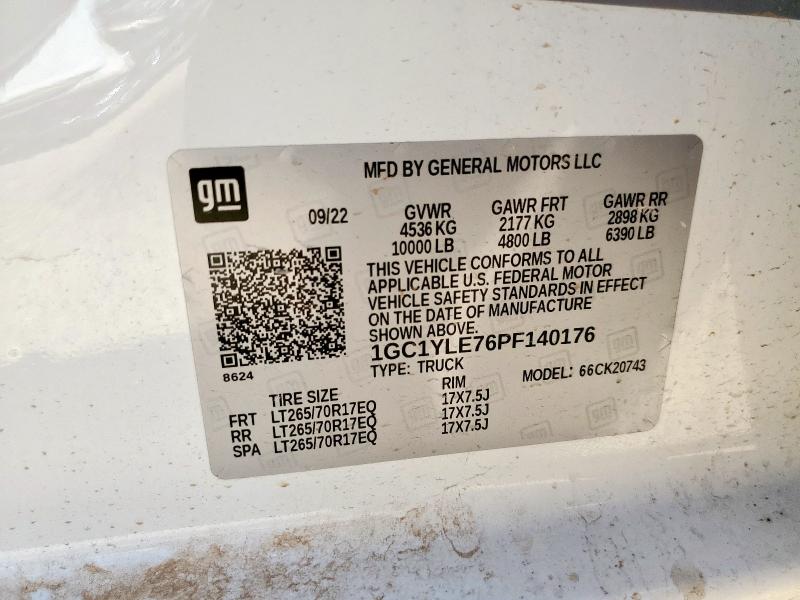 gm
MFD BY GENERAL MOTORS LLC
09/22
GVWR GAWR FRT GAWR RR
4536 KG 2177 KG 2898 KG
10000 LB 4800 LB 6390 LB
THIS VEHICLE CONFORMS TO ALL
APPLICABLE U.S. FEDERAL MOTOR
VEHICLE SAFETY STANDARDS IN EFFECT
ON THE DATE OF MANUFACTURE
SHOWN ABOVE.
1GC1YLE76PF140176
8624
TYPE: TRUCK MODEL: 66CK20743
TIRE SIZE RIM
FRT LT265/70R17EQ 17X7.5J
RR LT265/70R17EQ 17X7.5J
SPA LT265/70R17EQ 17X7.5J